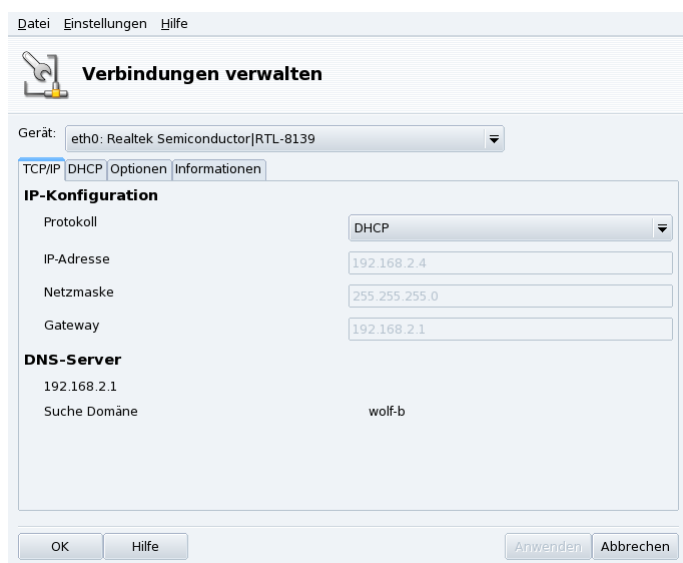 Datei Einstellungen Hilfe
Verbindungen verwalten
Gerät: eth0: Realtek Semiconductor|RTL-8139
TCP/IP DHCP Optionen Informationen
IP-Konfiguration
Protokoll DHCP
IP-Adresse 192.168.2.4
Netzmaske 255.255.255.0
Gateway 192.168.2.1
DNS-Server
192.168.2.1
Suche Domäne wolf-b
OK Hilfe Anwenden Abbrechen